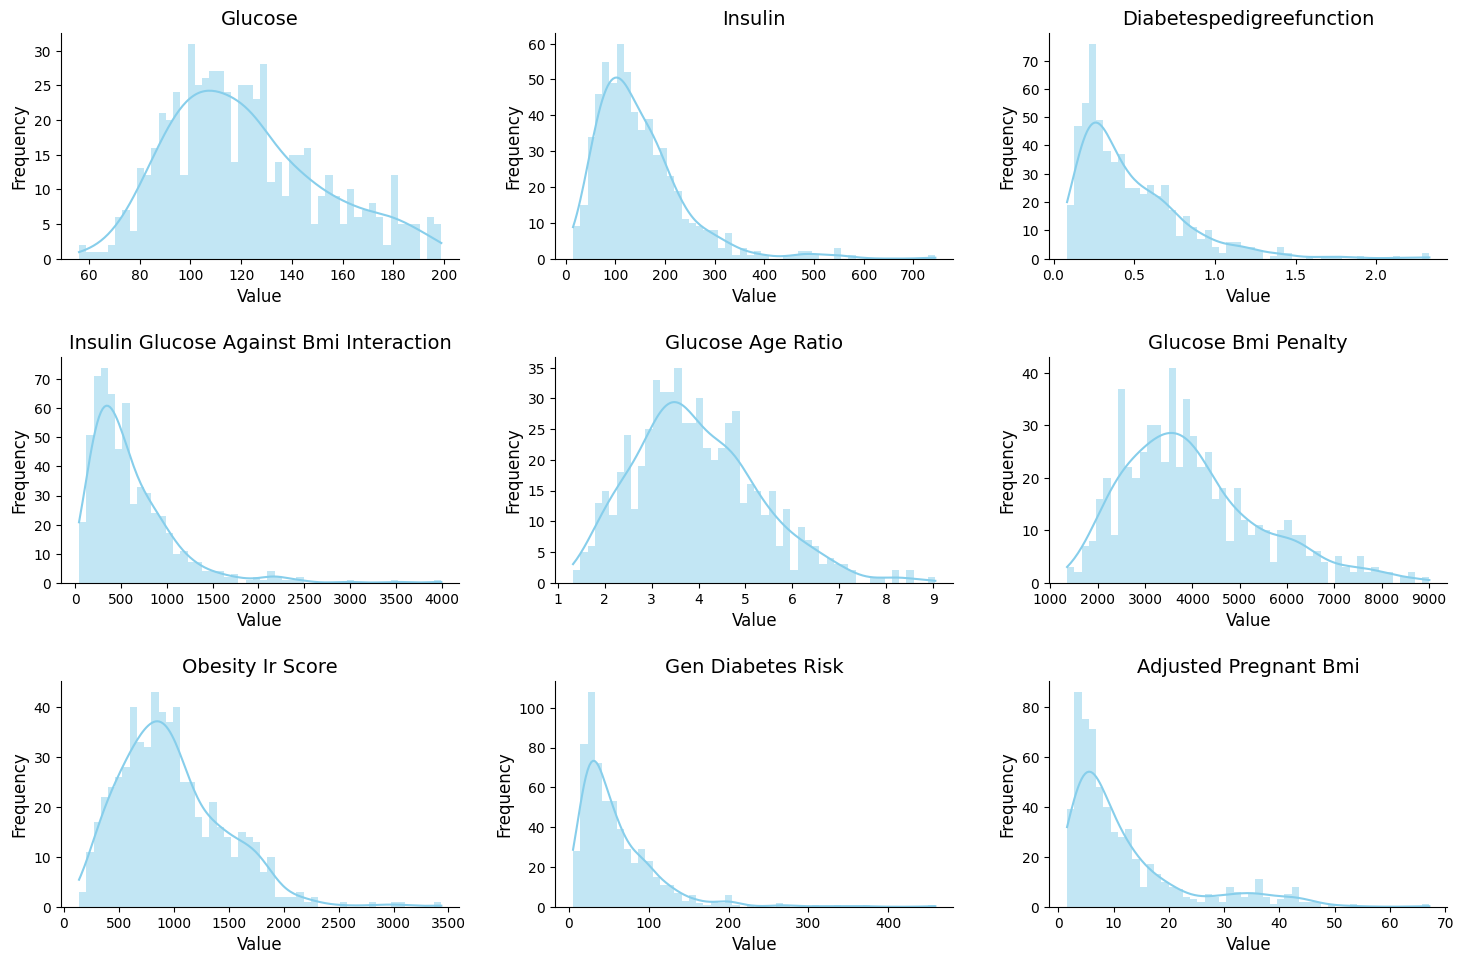 Glucose
Insulin
Diabetespedigreefunction
30
25
20
15
10
5
0
Frequency
60 80 100 120 140 160 180 200
Value
60
50
40
30
20
10
0
Frequency
0 100 200 300 400 500 600 700
Value
70
60
50
40
30
20
10
0
Frequency
0.0 0.5 1.0 1.5 2.0
Value
Insulin Glucose Against Bmi Interaction
Glucose Age Ratio
Glucose Bmi Penalty
70
60
50
40
30
20
10
0
Frequency
0 500 1000 1500 2000 2500 3000 3500 4000
Value
35
30
25
20
15
10
5
0
Frequency
1 2 3 4 5 6 7 8 9
Value
40
30
20
10
0
Frequency
1000 2000 3000 4000 5000 6000 7000 8000 9000
Value
Obesity Ir Score
Gen Diabetes Risk
Adjusted Pregnant Bmi
40
30
20
10
0
Frequency
0 500 1000 1500 2000 2500 3000 3500
Value
100
80
60
40
20
0
Frequency
0 100 200 300 400
Value
80
60
40
20
0
Frequency
0 10 20 30 40 50 60 70
Value